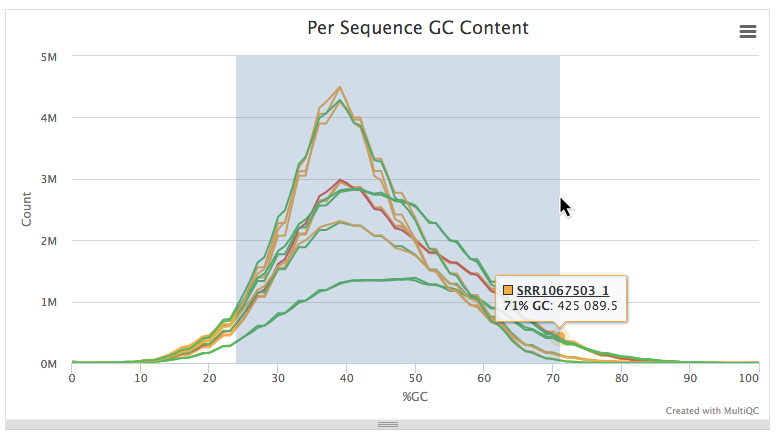 Per Sequence GC Content
5M
4M
3M
2M
1M
0M
Count
SRR1067503_1
71% GC: 425 089.5
0 10 20 30 40 50 60 70 80 90 100
%GC
Created with MultiQC